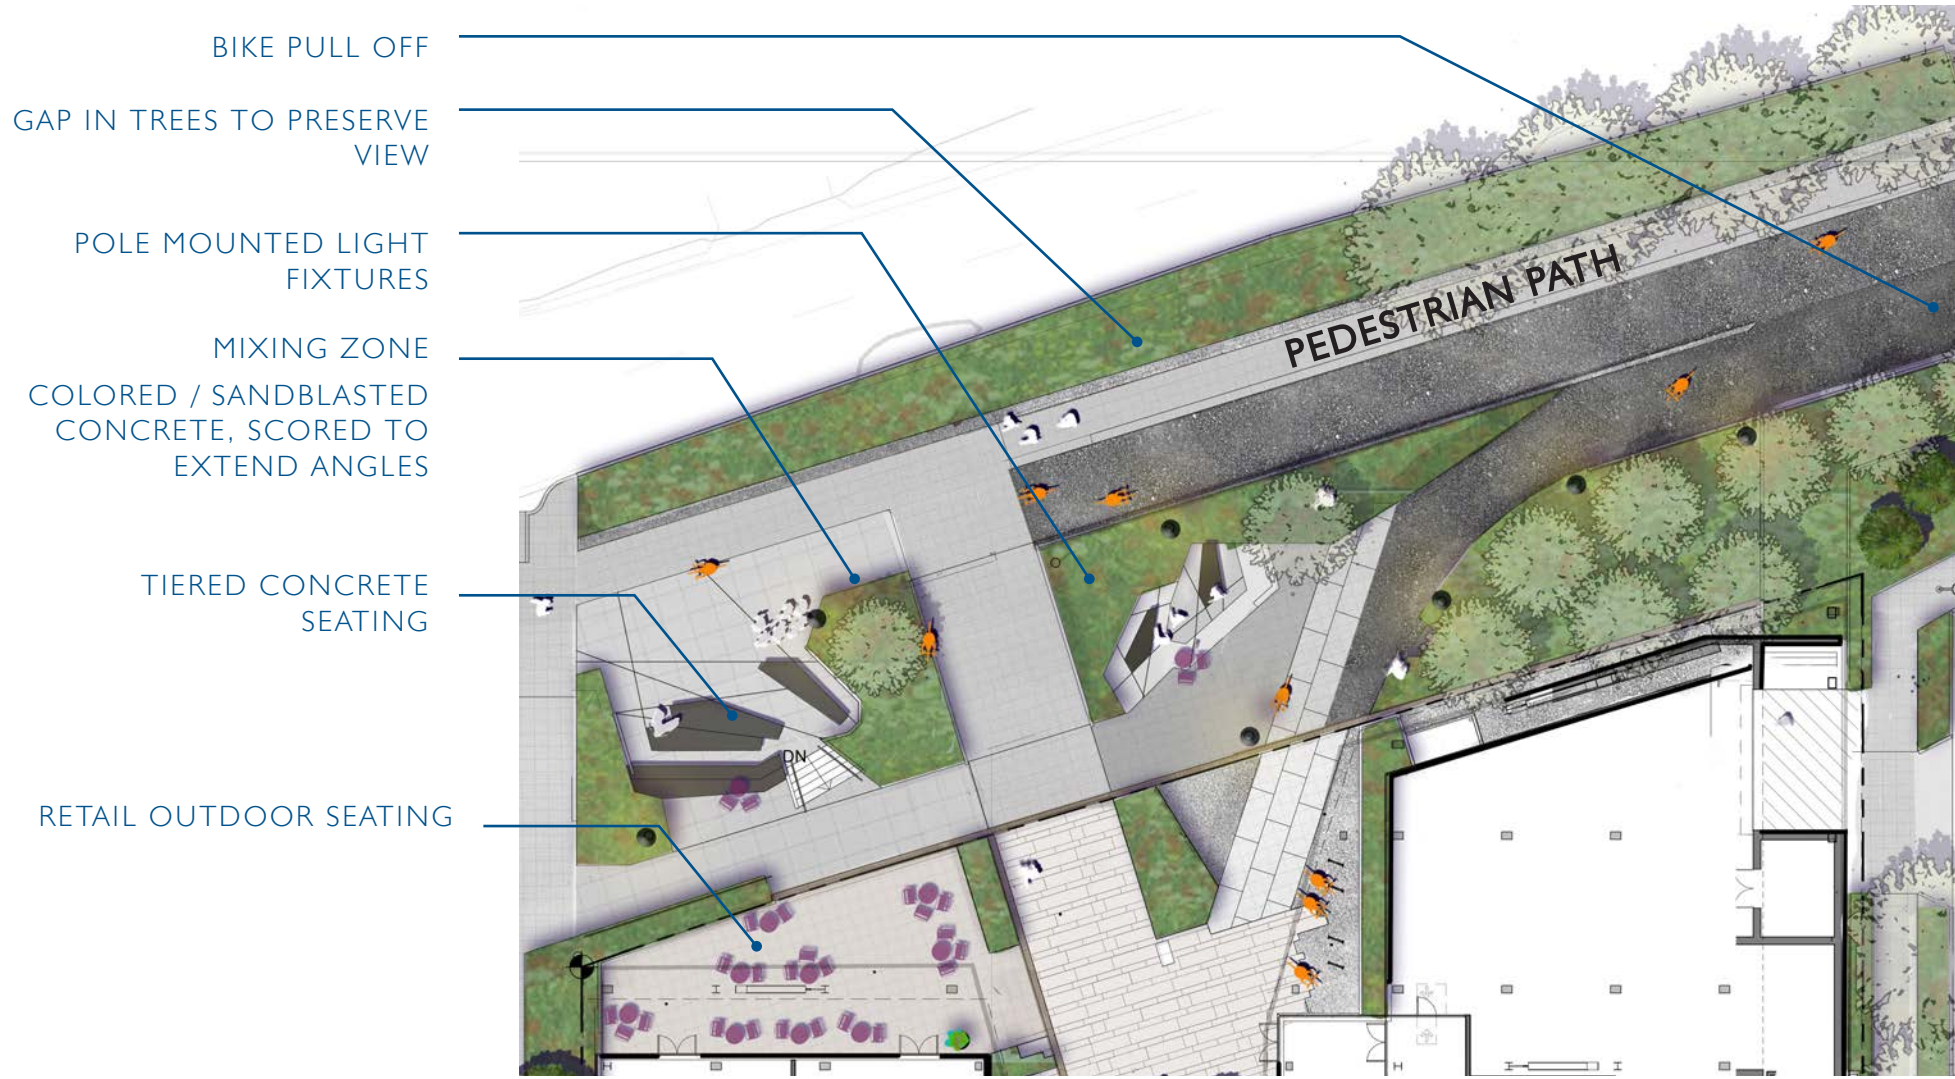 BIKE PULL OFF
GAP IN TREES TO PRESERVE
VIEW
POLE MOUNTED LIGHT
FIXTURES
MIXING ZONE
COLORED / SANDBLASTED
CONCRETE, SCORED TO
EXTEND ANGLES
TIERED CONCRETE
SEATING
RETAIL OUTDOOR SEATING
PEDESTRIAN PATH
DN